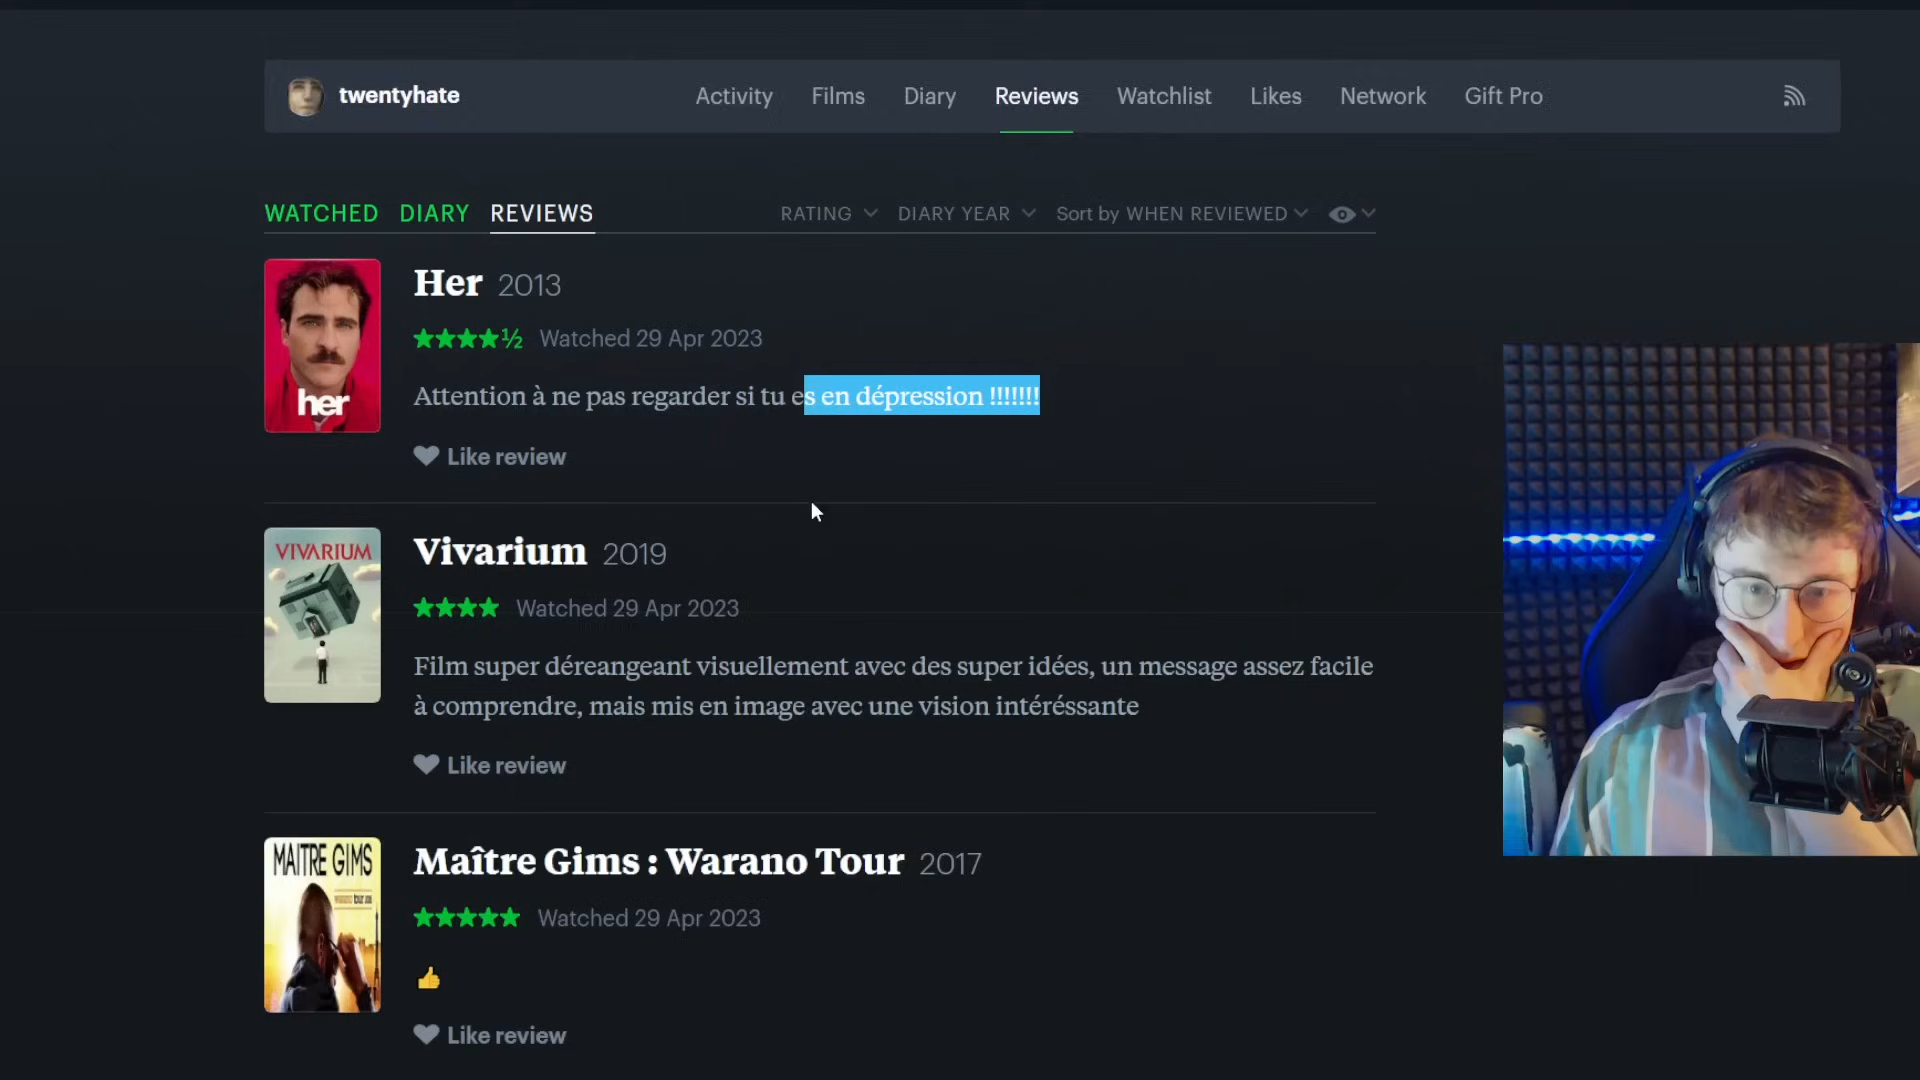 twentyhate
Activity Films Diary Reviews Watchlist Likes Network Gift Pro
WATCHED DIARY REVIEWS RATING DIARY YEAR Sort by WHEN REVIEWED
her
Her 2013
★★★★½ Watched 29 Apr 2023
Attention à ne pas regarder si tu es en dépression !!!!!!!
Like review
VIVARIUM
Vivarium 2019
★★★★ Watched 29 Apr 2023
Film super déreangeant visuellement avec des super idées, un message assez facile
à comprendre, mais mis en image avec une vision intéréssante
Like review
MAITRE GIMS
Maître Gims : Warano Tour 2017
★★★★★ Watched 29 Apr 2023
👍
Like review